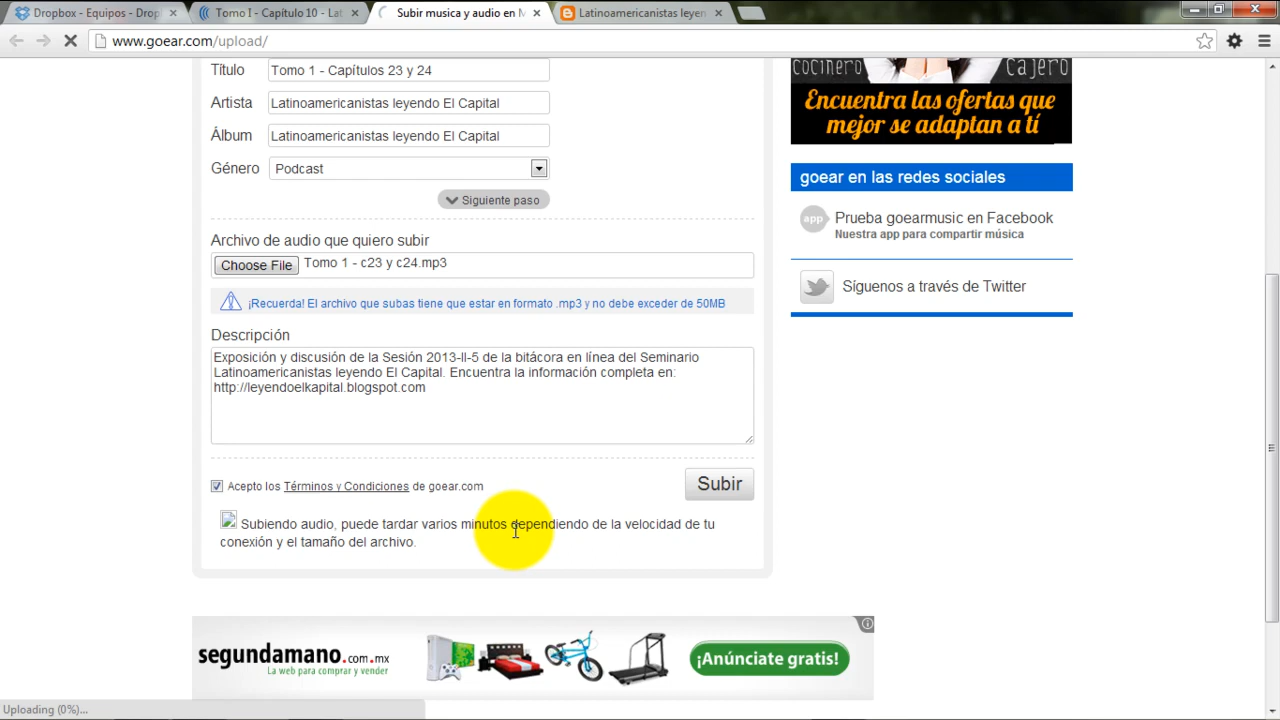 Dropbox - Equipos - Drop
Tomo I - Capítulo 10 - Lat
Subir musica y audio en M
Latinoamericanistas leyen
www.goear.com/upload/
Título
Tomo 1 - Capítulos 23 y 24
Artista
Latinoamericanistas leyendo El Capital
Álbum
Latinoamericanistas leyendo El Capital
Género
Podcast
Siguiente paso
Archivo de audio que quiero subir
Choose File
Tomo 1 - c23 y c24.mp3
¡Recuerda! El archivo que subas tiene que estar en formato .mp3 y no debe exceder de 50MB
Descripción
Exposición y discusión de la Sesión 2013-II-5 de la bitácora en línea del Seminario
Latinoamericanistas leyendo El Capital. Encuentra la información completa en:
http://leyendoelkapital.blogspot.com
Acepto los Términos y Condiciones de goear.com
Subir
Subiendo audio, puede tardar varios minutos dependiendo de la velocidad de tu
conexión y el tamaño del archivo.
cocinero
cajero
Encuentra las ofertas que
mejor se adaptan a tí
goear en las redes sociales
app
Prueba goearmusic en Facebook
Nuestra app para compartir música
Síguenos a través de Twitter
segundamano.com.mx
La web para comprar y vender
¡Anúnciate gratis!
Uploading (0%)...